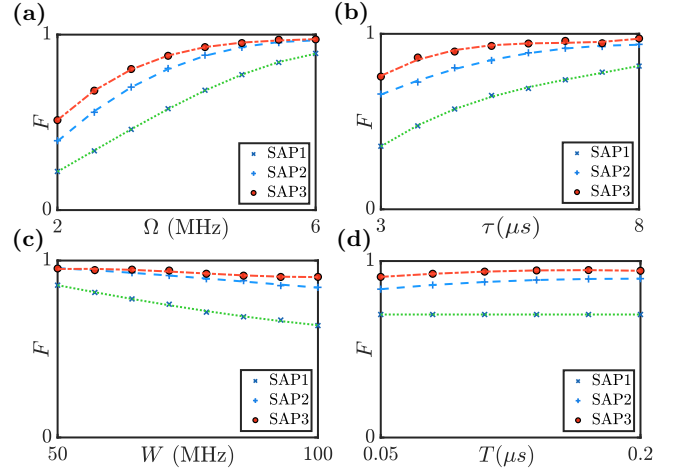 (a)
1
F
0
2
Ω (MHz)
6
SAP1
SAP2
SAP3
(b)
1
F
0
3
τ(μs)
8
SAP1
SAP2
SAP3
(c)
1
F
0
50
W (MHz)
100
SAP1
SAP2
SAP3
(d)
1
F
0
0.05
T(μs)
0.2
SAP1
SAP2
SAP3